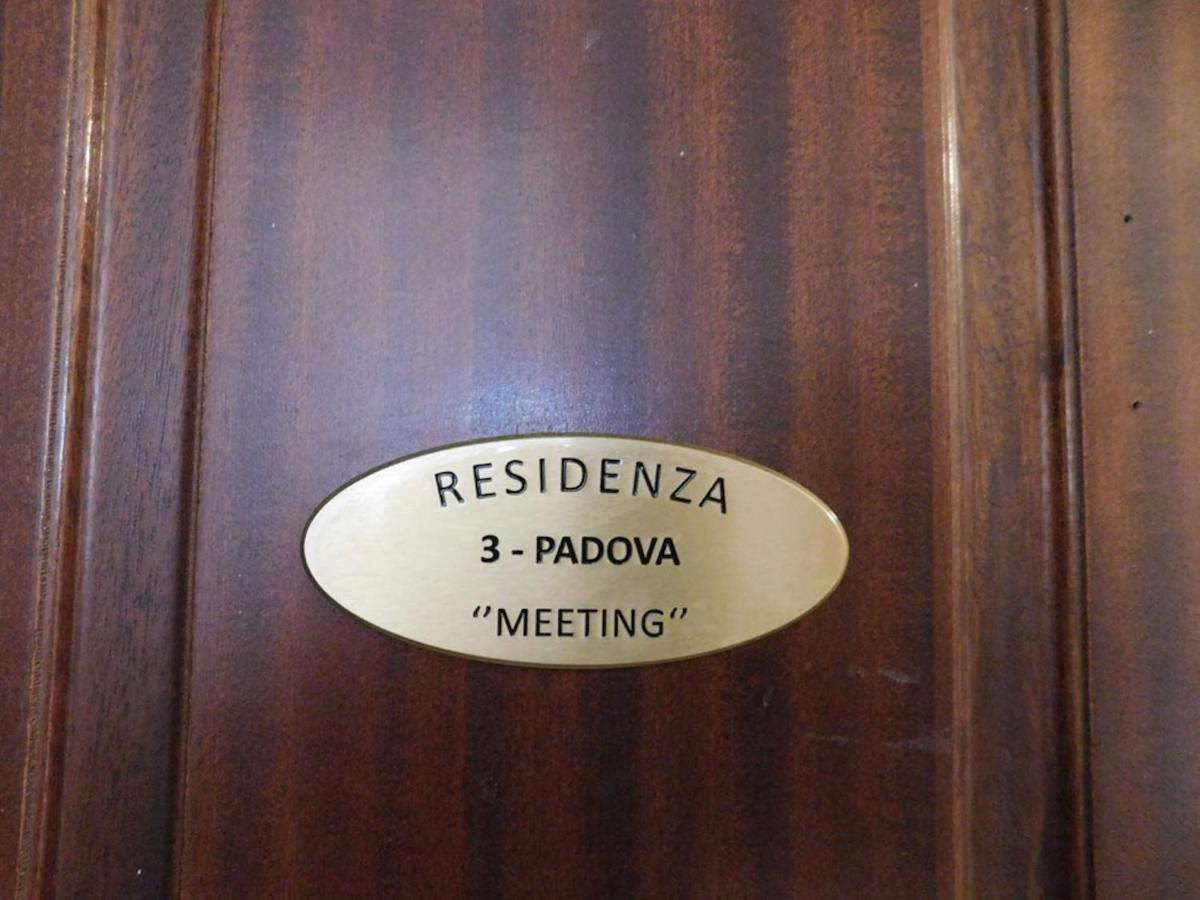 RESIDENZA
3 - PADOVA
‘’MEETING‘’